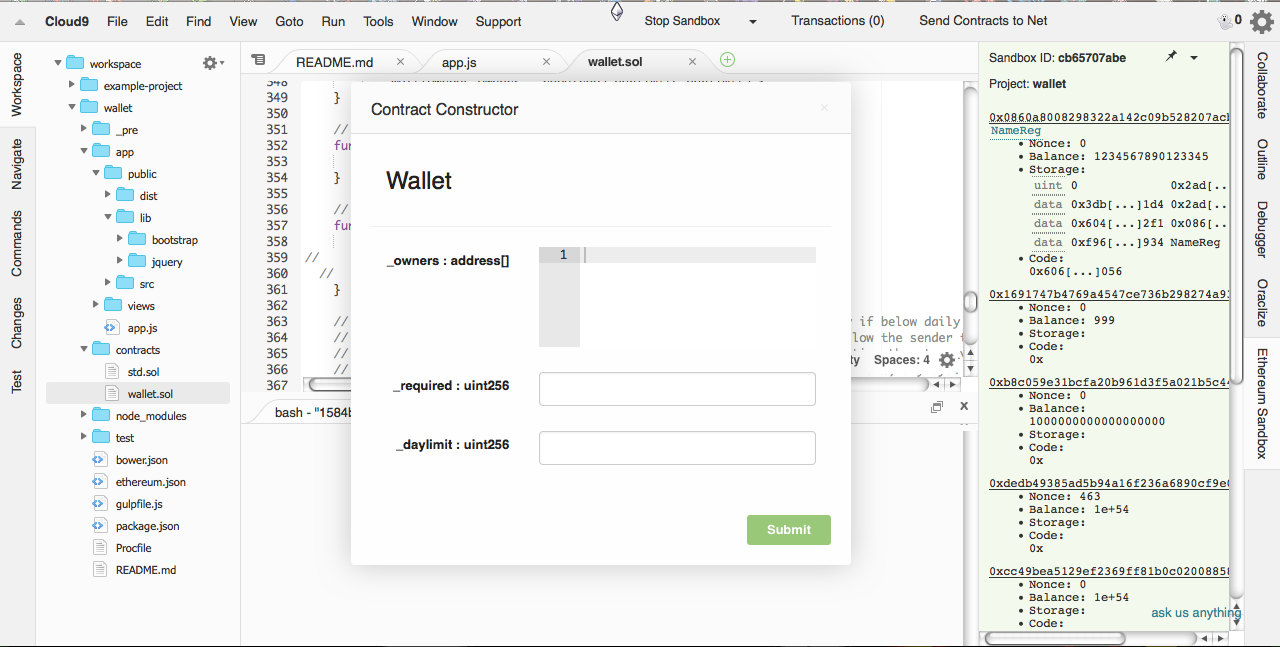 Cloud9 File Edit Find View Goto Run Tools Window Support Stop Sandbox Transactions (0) Send Contracts to Net 0
Workspace
Navigate
Commands
Changes
Test
workspace
example-project
wallet
_pre
app
public
dist
lib
bootstrap
jquery
src
views
app.js
contracts
std.sol
wallet.sol
node_modules
test
bower.json
ethereum.json
gulpfile.js
package.json
Procfile
README.md
README.md app.js wallet.sol
348
349 }
350
351 //
352 fun
353
354 }
355
356 //
357 fun
358
359 //
360 //
361 }
362
363 // if below daily
364 // low the sender
365 //
366 //
367
Spaces: 4
bash - "1584b
Contract Constructor ×
Wallet
_owners : address[] 1
_required : uint256
_daylimit : uint256
Submit
Sandbox ID: cb65707abe
Project: wallet
0x0860a8008298322a142c09b528207acb
NameReg
• Nonce: 0
• Balance: 1234567890123345
• Storage:
uint 0 0x2ad[..
data 0x3db[...]1d4 0x2ad[..
data 0x604[...]2f1 0x086[..
data 0xf96[...]934 NameReg
• Code:
0x606[...]056
0x1691747b4769a4547ce736b298274a93
• Nonce: 0
• Balance: 999
• Storage:
• Code:
0x
0xb8c059e31bcfa20b961d3f5a021b5c44
• Nonce: 0
• Balance:
1000000000000000000
• Storage:
• Code:
0x
0xdedb49385ad5b94a16f236a6890cf9e0
• Nonce: 463
• Balance: 1e+54
• Storage:
• Code:
0x
0xcc49bea5129ef2369ff81b0c02008858
• Nonce: 0
• Balance: 1e+54
• Storage:
• Code:
ask us anything
Collaborate
Outline
Debugger
Oraclize
Ethereum Sandbox